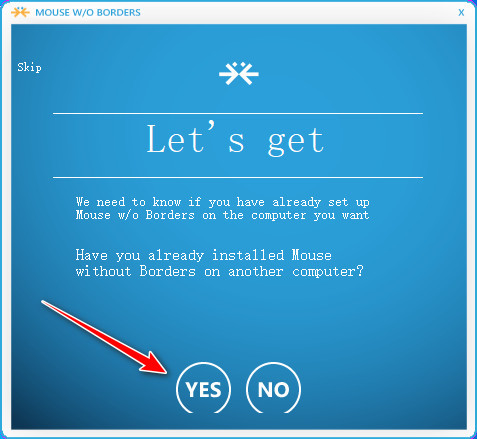 MOUSE W/O BORDERS
X
Skip
Let's get
We need to know if you have already set up
Mouse w/o Borders on the computer you want
Have you already installed Mouse
without Borders on another computer?
YES NO